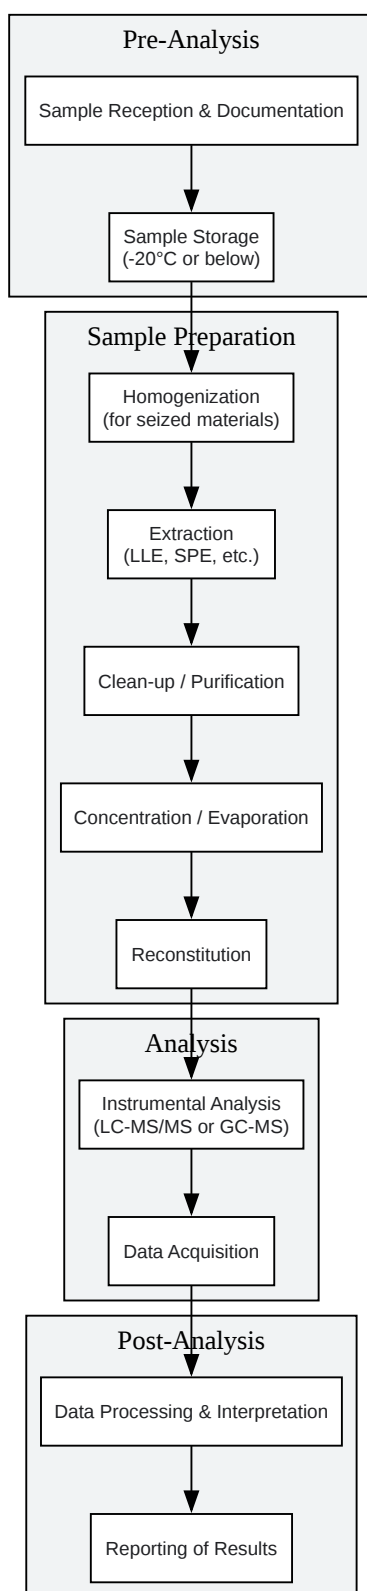 Pre-Analysis
Sample Reception & Documentation
Sample Storage
(-20°C or below)
Sample Preparation
Homogenization
(for seized materials)
Extraction
(LLE, SPE, etc.)
Clean-up / Purification
Concentration / Evaporation
Reconstitution
Analysis
Instrumental Analysis
(LC-MS/MS or GC-MS)
Data Acquisition
Post-Analysis
Data Processing & Interpretation
Reporting of Results